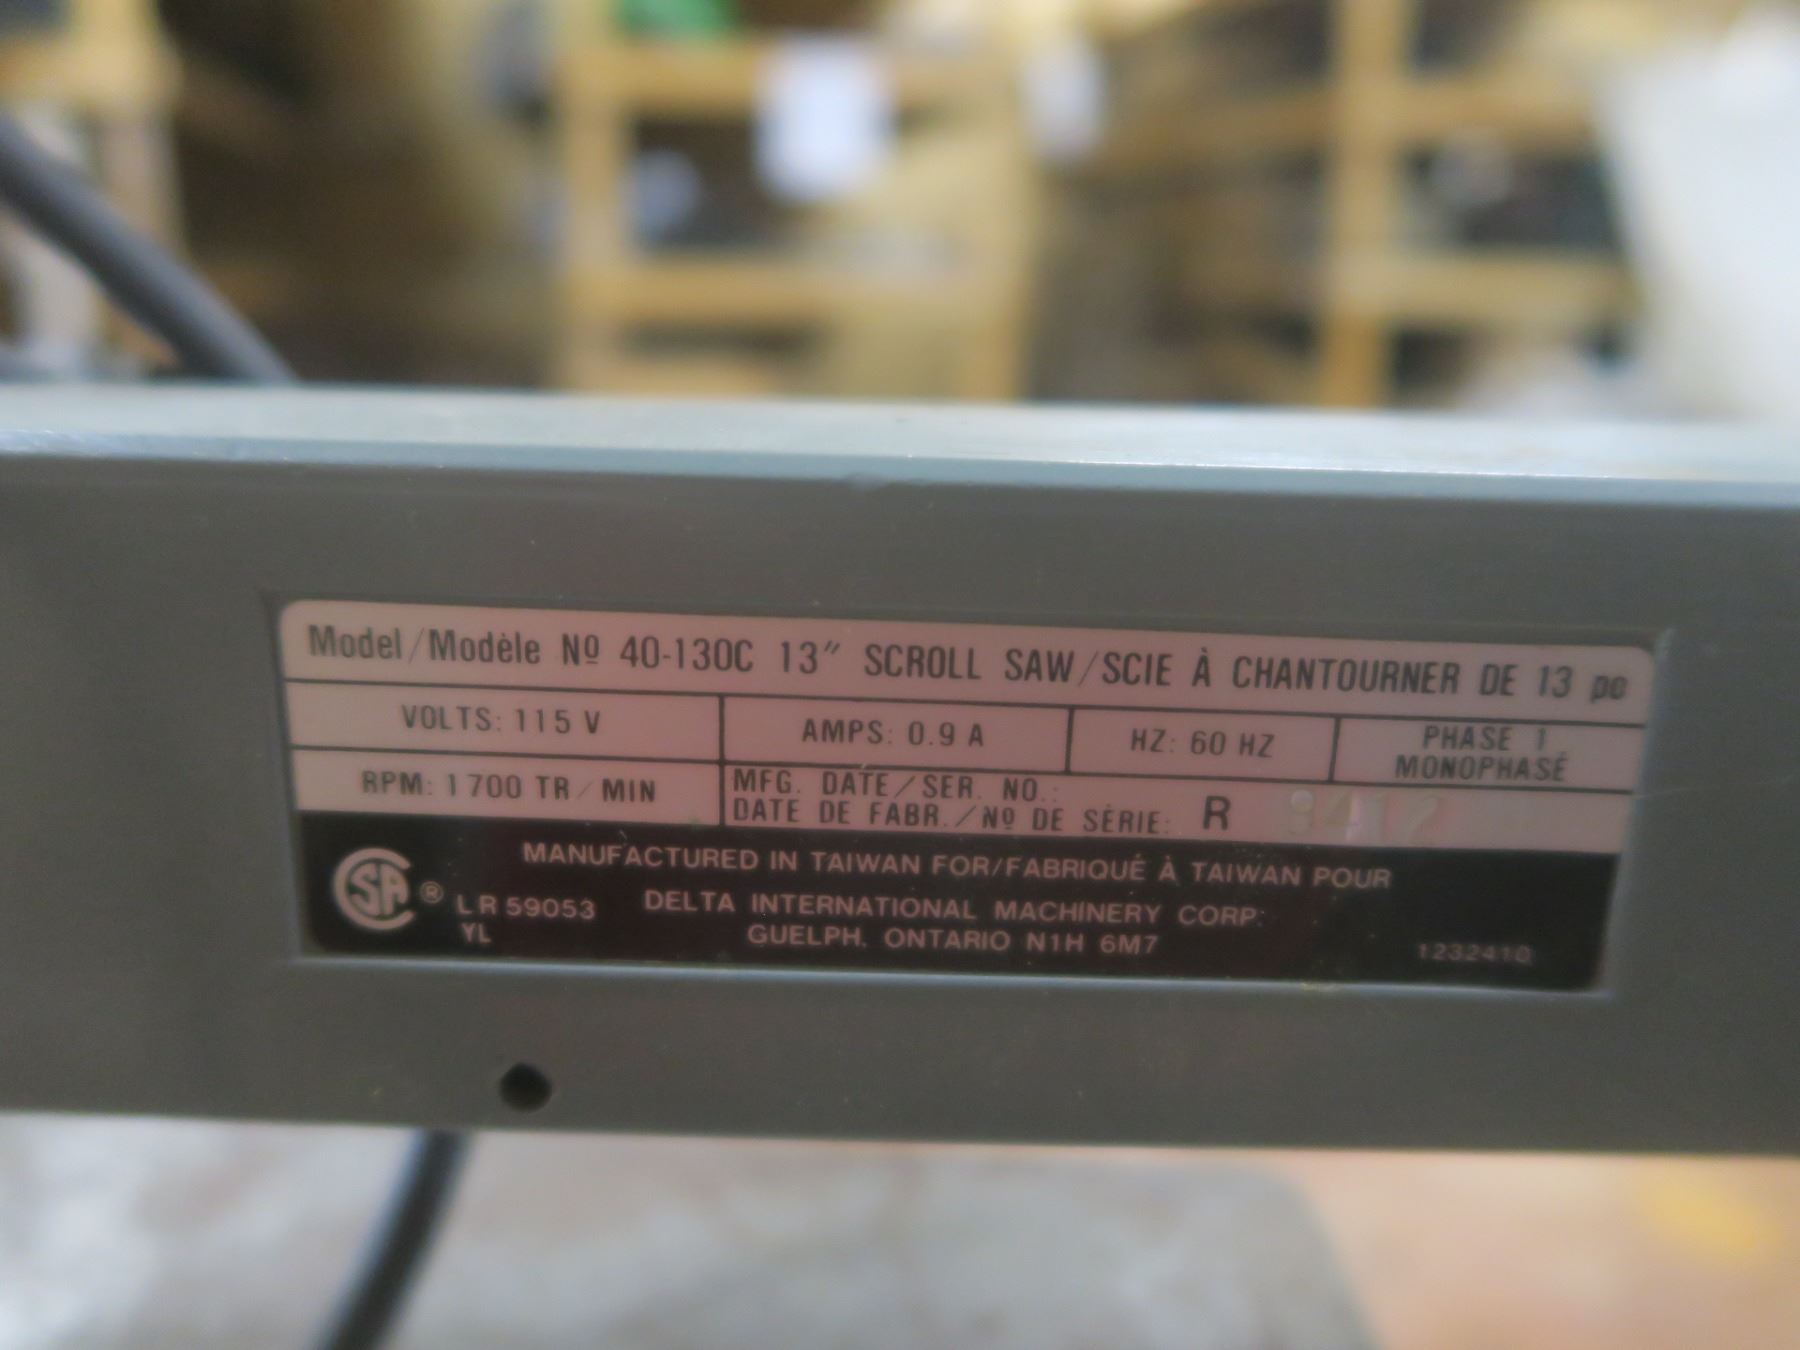 Model/Modèle Nº 40-130C 13″ SCROLL SAW/SCIE À CHANTOURNER DE 13 po
VOLTS: 115 V AMPS: 0.9 A HZ: 60 HZ PHASE 1
MONOPHASÉ
RPM: 1700 TR/MIN MFG. DATE/SER. NO.:
DATE DE FABR./Nº DE SÉRIE: R
MANUFACTURED IN TAIWAN FOR/FABRIQUÉ À TAIWAN POUR
CSA ® LR 59053 DELTA INTERNATIONAL MACHINERY CORP.
YL GUELPH, ONTARIO N1H 6M7 1232410